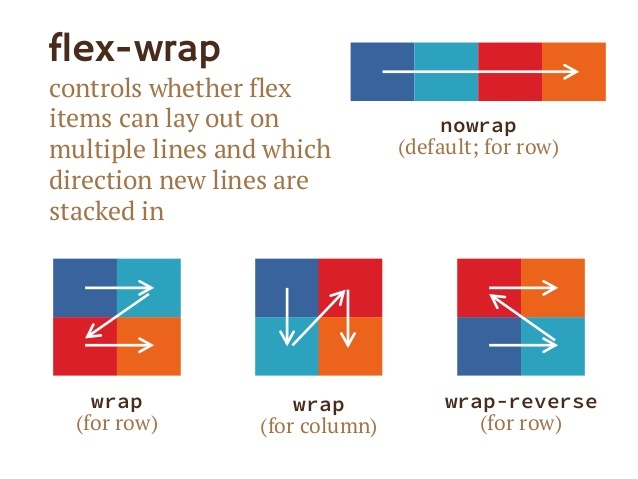 flex-wrap
controls whether flex
items can lay out on
multiple lines and which
direction new lines are
stacked in
nowrap
(default; for row)
wrap
(for row)
wrap
(for column)
wrap-reverse
(for row)